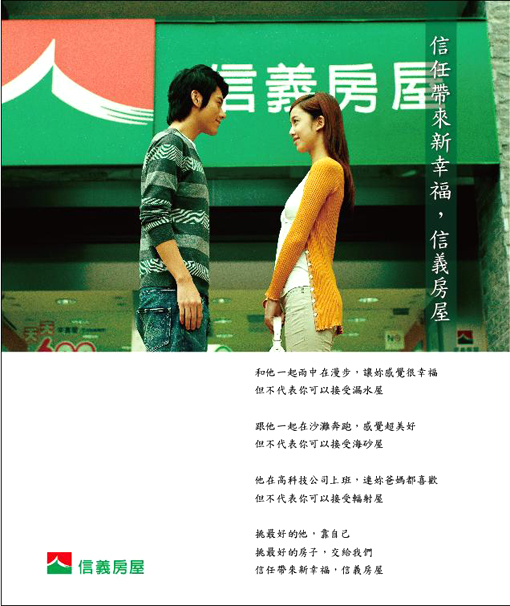 信義房屋
信任帶來新幸福，信義房屋
天天
和他一起雨中在漫步，讓妳感覺很幸福
但不代表你可以接受漏水屋
跟他一起在沙灘奔跑，感覺超美好
但不代表你可以接受海砂屋
他在高科技公司上班，連妳爸媽都喜歡
但不代表你可以接受輻射屋
挑最好的他，靠自己
挑最好的房子，交給我們
信任帶來新幸福，信義房屋
信義房屋